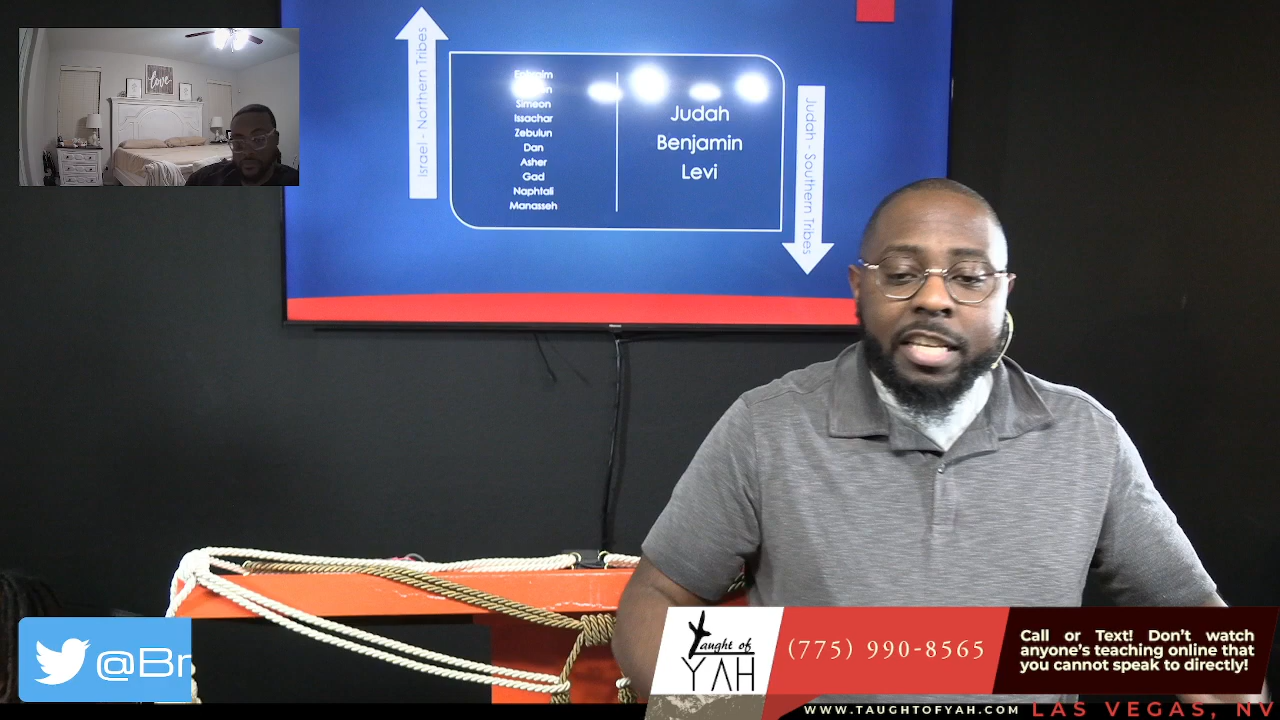 love
Israel - Northern Tribes
Ephraim
Simeon
Issachar
Zebulun
Dan
Asher
Gad
Naphtali
Manasseh
Judah
Benjamin
Levi
Judah - Southern Tribes
@Br
Taught of
YAH
(775) 990-8565
Call or Text! Don't watch
anyone's teaching online that
you cannot speak to directly!
WWW.TAUGHTOFYAH.COM
LAS VEGAS, NV